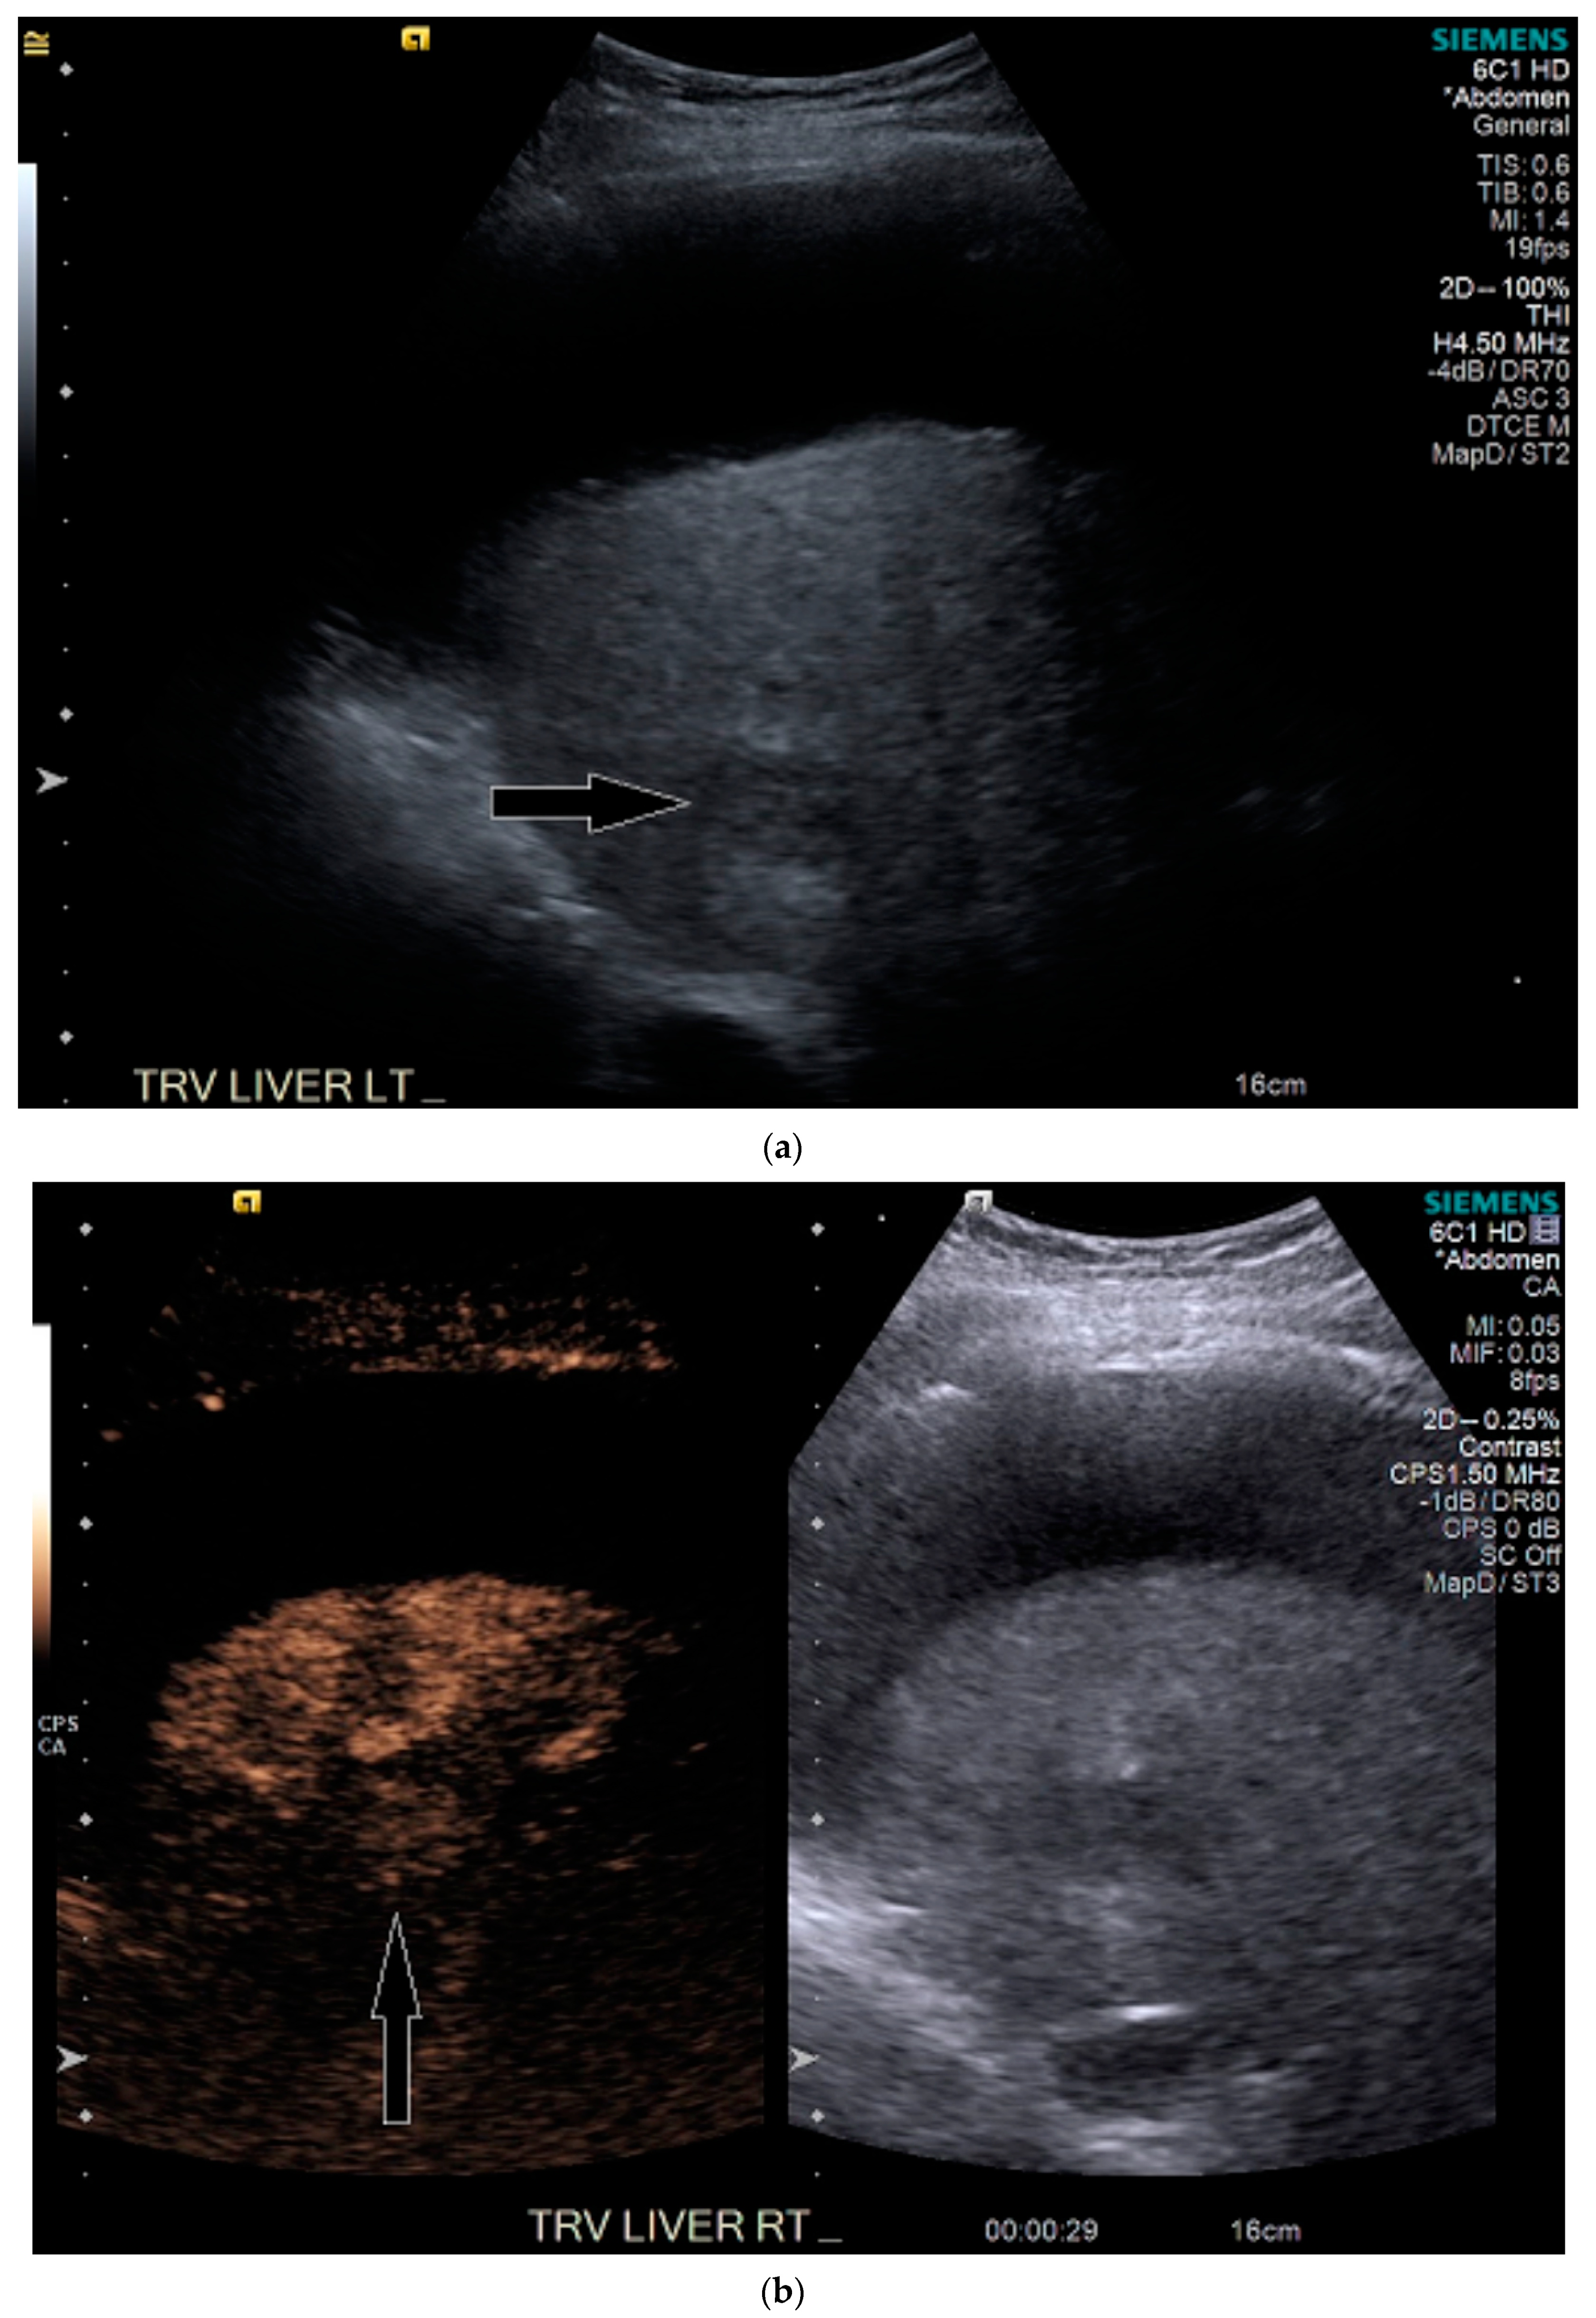 SIEMENS
6C1 HD
*Abdomen
General
TIS: 0.6
TIB: 0.6
MI: 1.4
19fps
2D-- 100%
THI
H4.50 MHz
-4dB/DR70
ASC 3
DTCE M
MapD/ST2
TRV LIVER LT _
16cm
(a)
SIEMENS
6C1 HD
*Abdomen
CA
MI: 0.05
MIF: 0.03
8fps
2D-- 0.25%
Contrast
CPS1.50 MHz
-1dB/DR80
CPS 0 dB
SC Off
MapD/ST3
CPS
CA
TRV LIVER RT _
00:00:29
16cm
(b)